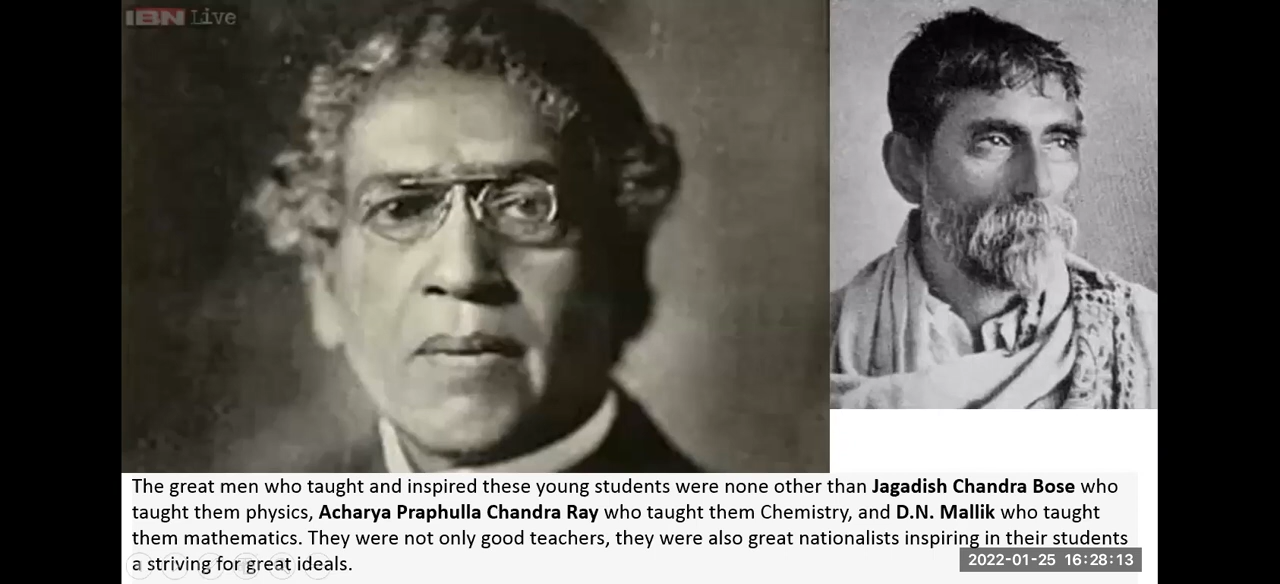 IBN Live
The great men who taught and inspired these young students were none other than Jagadish Chandra Bose who
taught them physics, Acharya Praphulla Chandra Ray who taught them Chemistry, and D.N. Mallik who taught
them mathematics. They were not only good teachers, they were also great nationalists inspiring in their students
a striving for great ideals.
2022-01-25 16:28:13